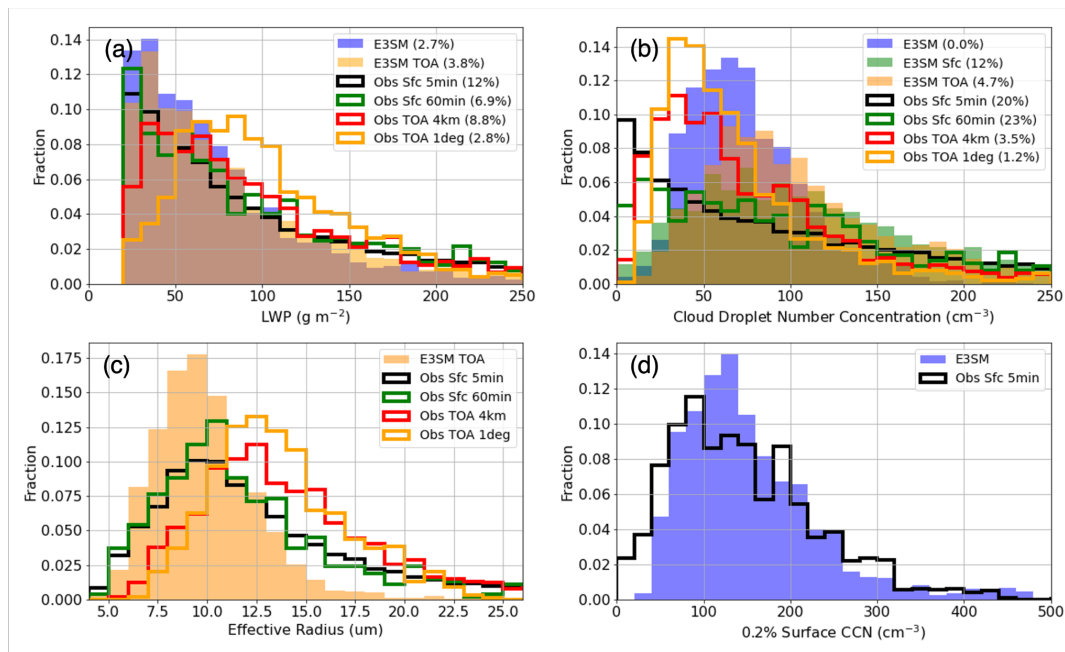 (a)
E3SM (2.7%)
E3SM TOA (3.8%)
Obs Sfc 5min (12%)
Obs Sfc 60min (6.9%)
Obs TOA 4km (8.8%)
Obs TOA 1deg (2.8%)
Fraction
0.14
0.12
0.10
0.08
0.06
0.04
0.02
0.00
0 50 100 150 200 250
LWP (g m⁻²)
(b)
E3SM (0.0%)
E3SM Sfc (12%)
E3SM TOA (4.7%)
Obs Sfc 5min (20%)
Obs Sfc 60min (23%)
Obs TOA 4km (3.5%)
Obs TOA 1deg (1.2%)
Fraction
0.14
0.12
0.10
0.08
0.06
0.04
0.02
0.00
0 50 100 150 200 250
Cloud Droplet Number Concentration (cm⁻³)
(c)
E3SM TOA
Obs Sfc 5min
Obs Sfc 60min
Obs TOA 4km
Obs TOA 1deg
Fraction
0.175
0.150
0.125
0.100
0.075
0.050
0.025
0.000
5.0 7.5 10.0 12.5 15.0 17.5 20.0 22.5 25.0
Effective Radius (um)
(d)
E3SM
Obs Sfc 5min
Fraction
0.14
0.12
0.10
0.08
0.06
0.04
0.02
0.00
0 100 200 300 400 500
0.2% Surface CCN (cm⁻³)